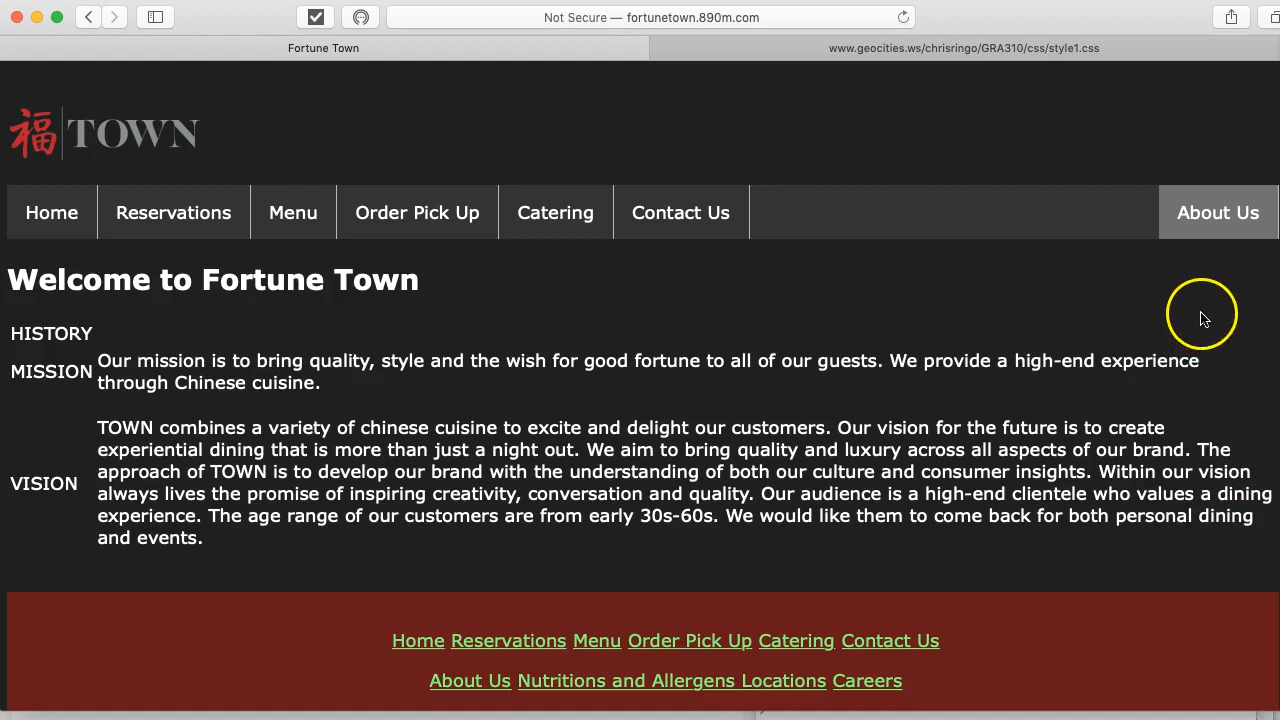 Not Secure — fortunetown.890m.com
Fortune Town
www.geocities.ws/chrisringo/GRA310/css/style1.css
福 TOWN
Home Reservations Menu Order Pick Up Catering Contact Us About Us
Welcome to Fortune Town
HISTORY
MISSION
Our mission is to bring quality, style and the wish for good fortune to all of our guests. We provide a high-end experience
through Chinese cuisine.
VISION
TOWN combines a variety of chinese cuisine to excite and delight our customers. Our vision for the future is to create
experiential dining that is more than just a night out. We aim to bring quality and luxury across all aspects of our brand. The
approach of TOWN is to develop our brand with the understanding of both our culture and consumer insights. Within our vision
always lives the promise of inspiring creativity, conversation and quality. Our audience is a high-end clientele who values a dining
experience. The age range of our customers are from early 30s-60s. We would like them to come back for both personal dining
and events.
Home Reservations Menu Order Pick Up Catering Contact Us
About Us Nutritions and Allergens Locations Careers